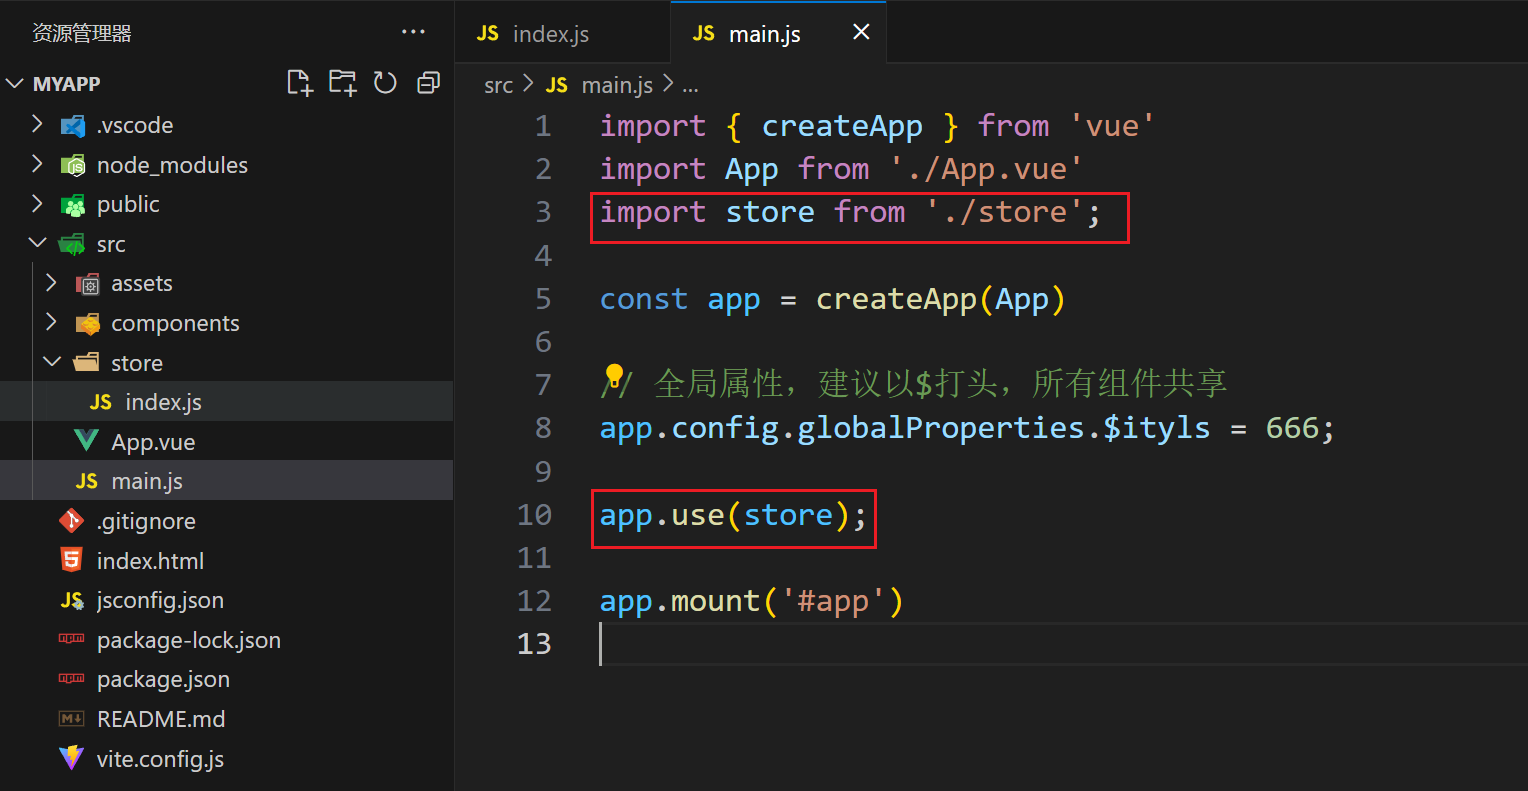 资源管理器
MYAPP
.vscode
node_modules
public
src
assets
components
store
index.js
App.vue
main.js
.gitignore
index.html
jsconfig.json
package-lock.json
package.json
README.md
vite.config.js
JS index.js
JS main.js
src > JS main.js > ...
1 import { createApp } from 'vue'
2 import App from './App.vue'
3 import store from './store';
4
5 const app = createApp(App)
6
7 // 全局属性，建议以$打头，所有组件共享
8 app.config.globalProperties.$ityls = 666;
9
10 app.use(store);
11
12 app.mount('#app')
13